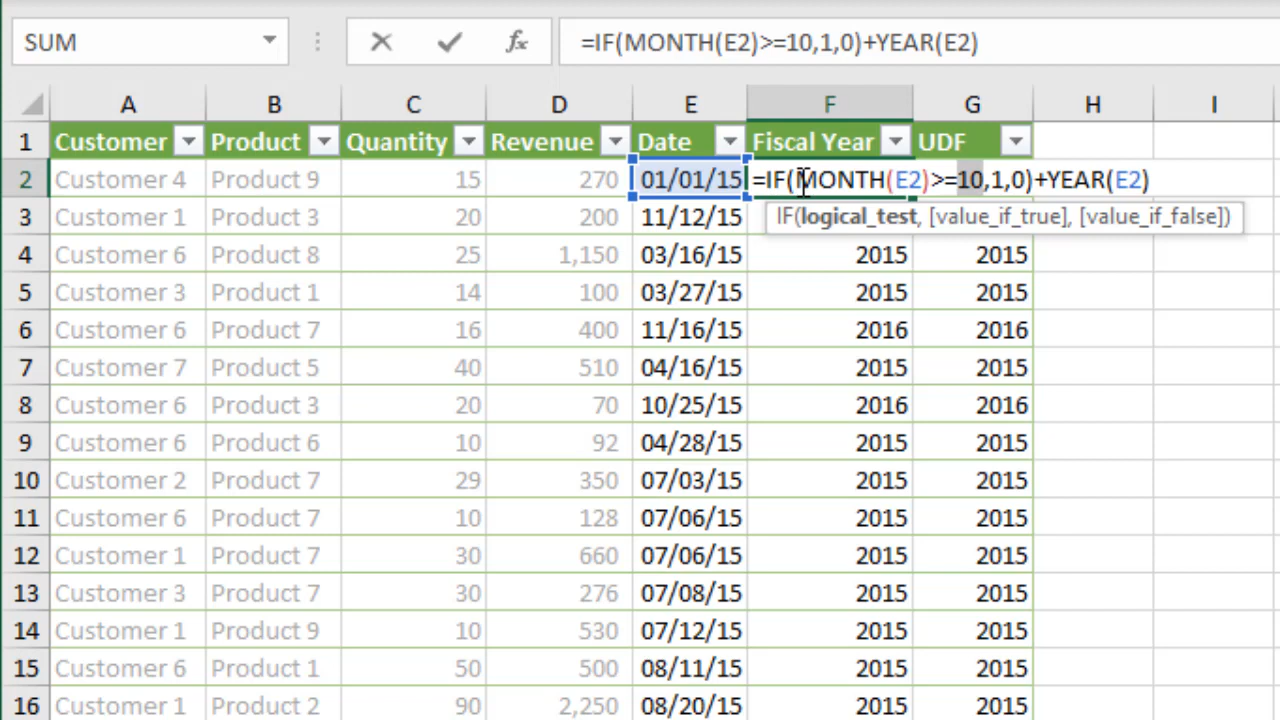 SUM fx =IF(MONTH(E2)>=10,1,0)+YEAR(E2)
A B C D E F G H I
1 Customer Product Quantity Revenue Date Fiscal Year UDF
2 Customer 4 Product 9 15 270 01/01/15 =IF(MONTH(E2)>=10,1,0)+YEAR(E2)
3 Customer 1 Product 3 20 200 11/12/15 IF(logical_test, [value_if_true], [value_if_false])
4 Customer 6 Product 8 25 1,150 03/16/15 2015 2015
5 Customer 3 Product 1 14 100 03/27/15 2015 2015
6 Customer 6 Product 7 16 400 11/16/15 2016 2016
7 Customer 7 Product 5 40 510 04/16/15 2015 2015
8 Customer 6 Product 3 20 70 10/25/15 2016 2016
9 Customer 6 Product 6 10 92 04/28/15 2015 2015
10 Customer 2 Product 7 29 350 07/03/15 2015 2015
11 Customer 6 Product 7 10 128 07/06/15 2015 2015
12 Customer 1 Product 7 30 660 07/06/15 2015 2015
13 Customer 3 Product 7 30 276 07/08/15 2015 2015
14 Customer 1 Product 9 10 530 07/12/15 2015 2015
15 Customer 6 Product 1 50 500 08/11/15 2015 2015
16 Customer 1 Product 2 90 2,250 08/20/15 2015 2015